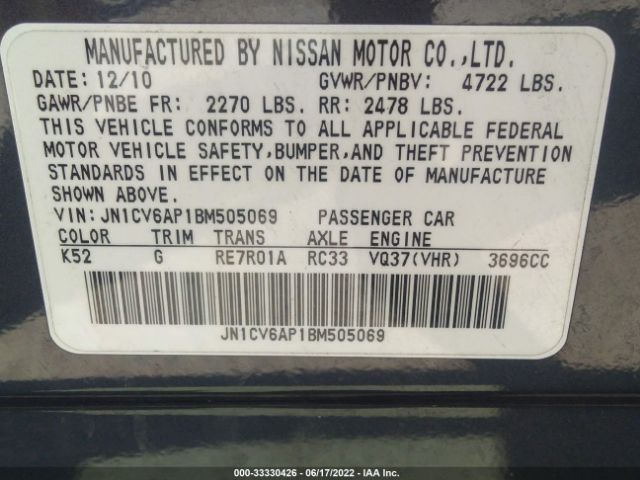 MANUFACTURED BY NISSAN MOTOR CO.,LTD.
DATE: 12/10 GVWR/PNBV: 4722 LBS.
GAWR/PNBE FR: 2270 LBS. RR: 2478 LBS.
THIS VEHICLE CONFORMS TO ALL APPLICABLE FEDERAL
MOTOR VEHICLE SAFETY,BUMPER,AND THEFT PREVENTION
STANDARDS IN EFFECT ON THE DATE OF MANUFACTURE
SHOWN ABOVE.
VIN: JN1CV6AP1BM505069 PASSENGER CAR
COLOR TRIM TRANS AXLE ENGINE
K52 G RE7R01A RC33 VQ37(VHR) 3696CC
JN1CV6AP1BM505069
000-33330426 - 06/17/2022 - IAA Inc.